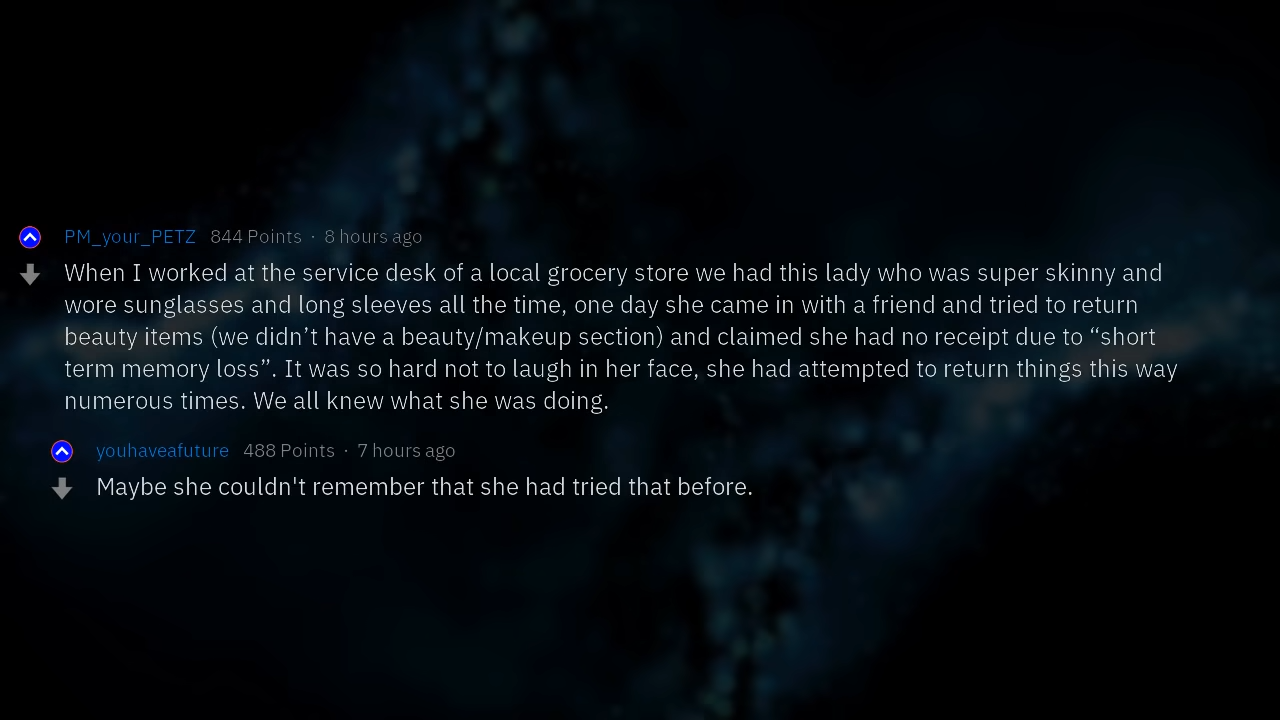 PM_your_PETZ 844 Points · 8 hours ago
When I worked at the service desk of a local grocery store we had this lady who was super skinny and
wore sunglasses and long sleeves all the time, one day she came in with a friend and tried to return
beauty items (we didn’t have a beauty/makeup section) and claimed she had no receipt due to “short
term memory loss”. It was so hard not to laugh in her face, she had attempted to return things this way
numerous times. We all knew what she was doing.
youhaveafuture 488 Points · 7 hours ago
Maybe she couldn't remember that she had tried that before.